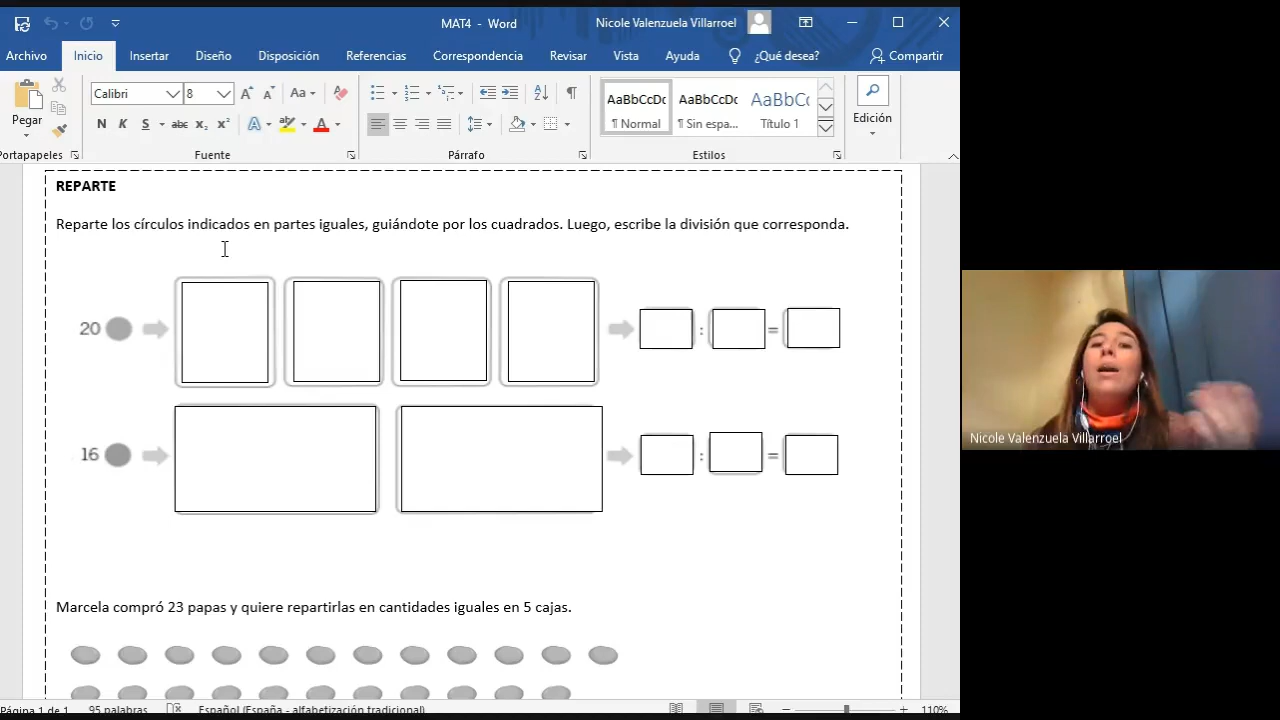 MAT4 - Word
Nicole Valenzuela Villarroel
Archivo Inicio Insertar Diseño Disposición Referencias Correspondencia Revisar Vista Ayuda ¿Qué desea? Compartir
Pegar
Calibri 8
Aa
N K S abc x₂ x²
A A
AaBbCcDc AaBbCcDc AaBbCc
¶ Normal ¶ Sin espa... Título 1
Edición
Portapapeles Fuente Párrafo Estilos
REPARTE
Reparte los círculos indicados en partes iguales, guiándote por los cuadrados. Luego, escribe la división que corresponda.
20 : =
16 : =
Marcela compró 23 papas y quiere repartirlas en cantidades iguales en 5 cajas.
Página 1 de 1 95 palabras Español (España - alfabetización tradicional) 110%
Nicole Valenzuela Villarroel